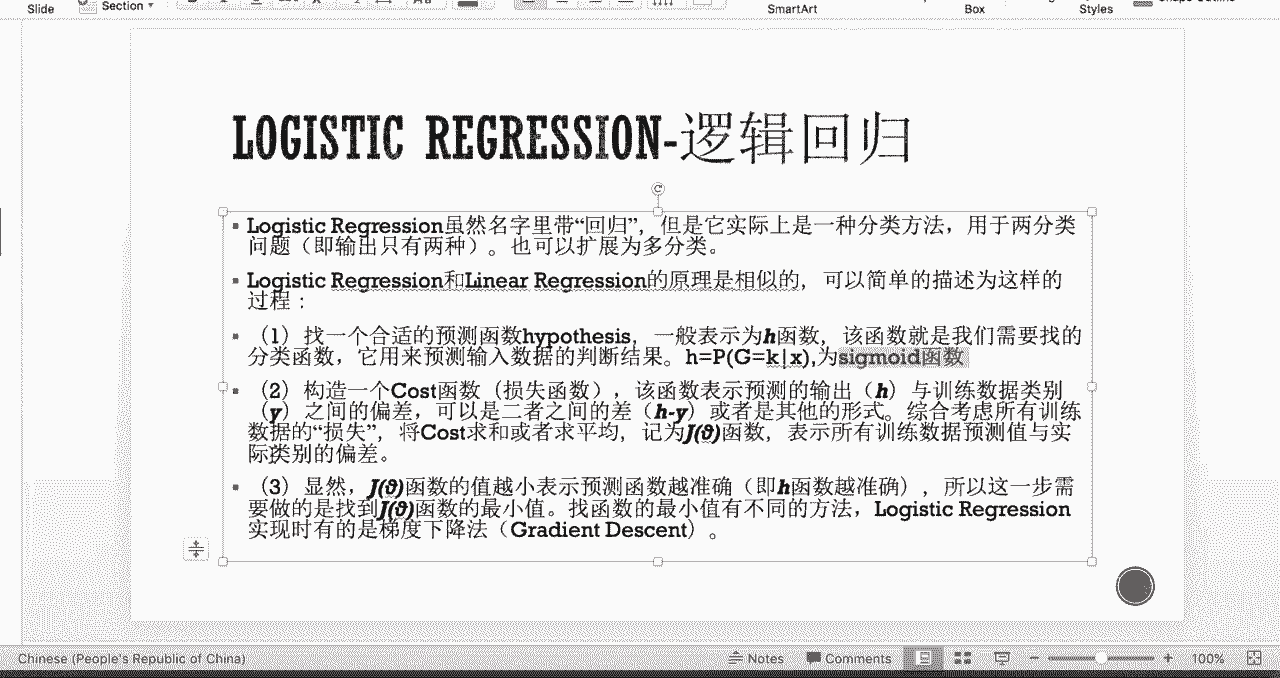 Slide
Section
SmartArt
Box
Styles
LOGISTIC REGRESSION-逻辑回归
Logistic Regression虽然名字里带“回归”，但是它实际上是一种分类方法，用于两分类
问题（即输出只有两种）。也可以扩展为多分类。
Logistic Regression和Linear Regression的原理是相似的，可以简单的描述为这样的
过程：
（1）找一个合适的预测函数hypothesis，一般表示为h函数，该函数就是我们需要找的
分类函数，它用来预测输入数据的判断结果。h=P(G=k|x),为sigmoid函数
（2）构造一个Cost函数（损失函数），该函数表示预测的输出（h）与训练数据类别
（y）之间的偏差，可以是二者之间的差（h-y）或者是其他的形式。综合考虑所有训练
数据的“损失”，将Cost求和或者求平均，记为J(θ)函数，表示所有训练数据预测值与实
际类别的偏差。
（3）显然，J(θ)函数的值越小表示预测函数越准确（即h函数越准确），所以这一步需
要做的是找到J(θ)函数的最小值。找函数的最小值有不同的方法，Logistic Regression
实现时有的是梯度下降法（Gradient Descent）。
Chinese (People's Republic of China)
Notes
Comments
100%